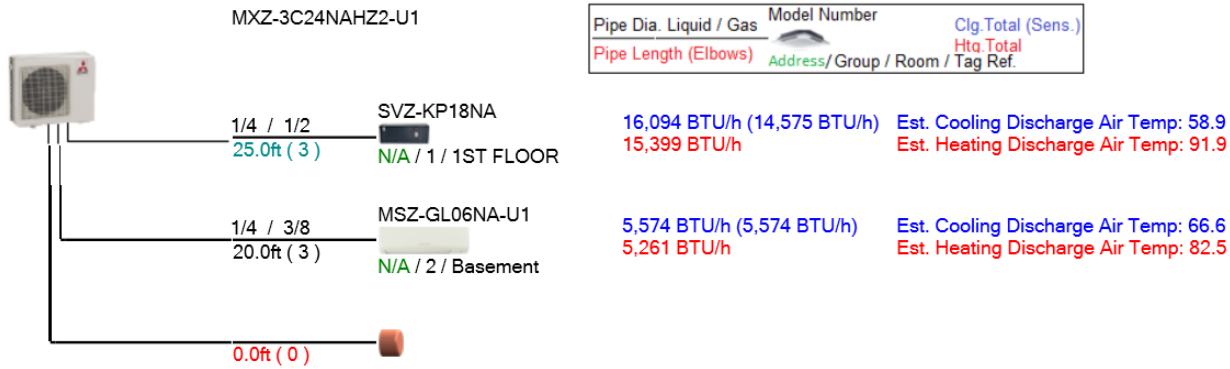 MXZ-3C24NAHZ2-U1
Pipe Dia. Liquid / Gas Model Number Clg.Total (Sens.)
Pipe Length (Elbows) Htg.Total
Address/ Group / Room / Tag Ref.
1/4 / 1/2 SVZ-KP18NA 16,094 BTU/h (14,575 BTU/h) Est. Cooling Discharge Air Temp: 58.9
25.0ft ( 3 ) N/A / 1 / 1ST FLOOR 15,399 BTU/h Est. Heating Discharge Air Temp: 91.9
1/4 / 3/8 MSZ-GL06NA-U1 5,574 BTU/h (5,574 BTU/h) Est. Cooling Discharge Air Temp: 66.6
20.0ft ( 3 ) N/A / 2 / Basement 5,261 BTU/h Est. Heating Discharge Air Temp: 82.5
0.0ft ( 0 )